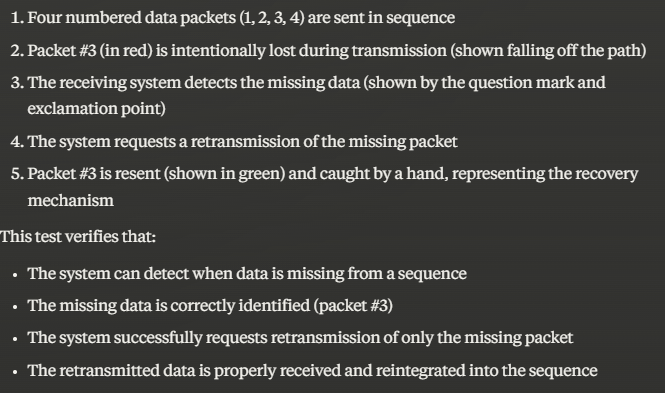 1. Four numbered data packets (1, 2, 3, 4) are sent in sequence
2. Packet #3 (in red) is intentionally lost during transmission (shown falling off the path)
3. The receiving system detects the missing data (shown by the question mark and
exclamation point)
4. The system requests a retransmission of the missing packet
5. Packet #3 is resent (shown in green) and caught by a hand, representing the recovery
mechanism
This test verifies that:
• The system can detect when data is missing from a sequence
• The missing data is correctly identified (packet #3)
• The system successfully requests retransmission of only the missing packet
• The retransmitted data is properly received and reintegrated into the sequence